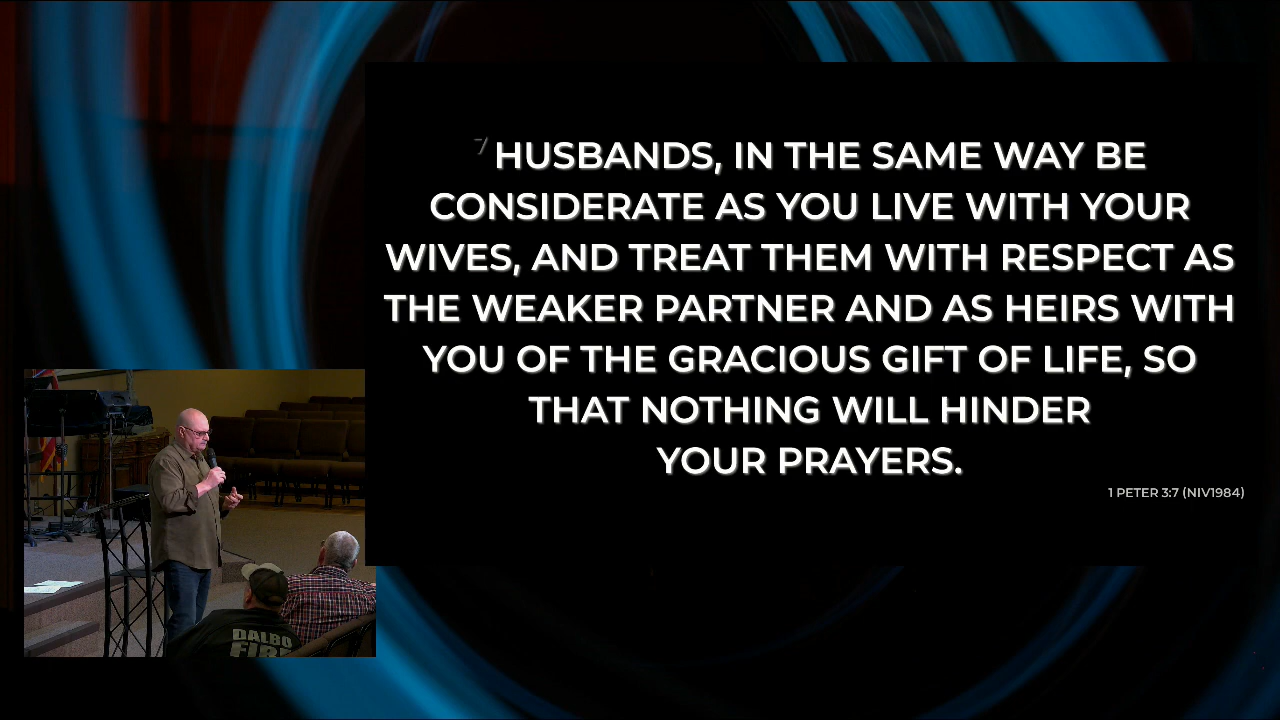 7 HUSBANDS, IN THE SAME WAY BE
CONSIDERATE AS YOU LIVE WITH YOUR
WIVES, AND TREAT THEM WITH RESPECT AS
THE WEAKER PARTNER AND AS HEIRS WITH
YOU OF THE GRACIOUS GIFT OF LIFE, SO
THAT NOTHING WILL HINDER
YOUR PRAYERS.
1 PETER 3:7 (NIV1984)
DALBO
FIRE